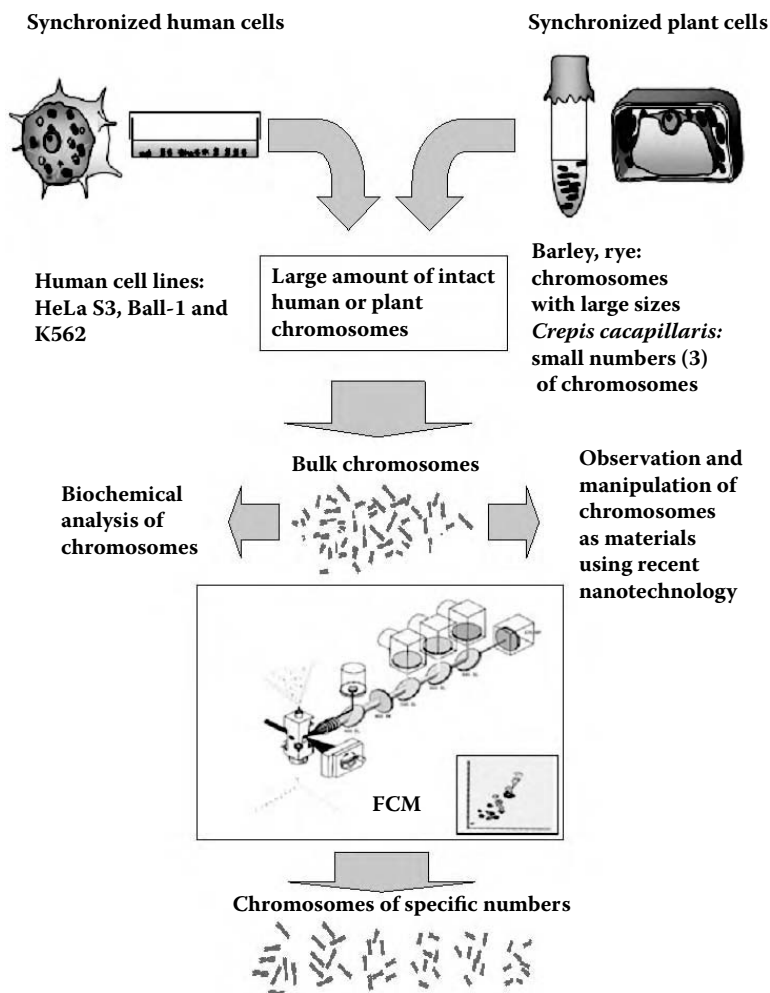 Synchronized human cells
Synchronized plant cells
Human cell lines:
HeLa S3, Ball-1 and
K562
Large amount of intact
human or plant
chromosomes
Barley, rye:
chromosomes
with large sizes
Crepis cacapillaris:
small numbers (3)
of chromosomes
Bulk chromosomes
Biochemical
analysis of
chromosomes
Observation and
manipulation of
chromosomes
as materials
using recent
nanotechnology
FCM
Chromosomes of specific numbers